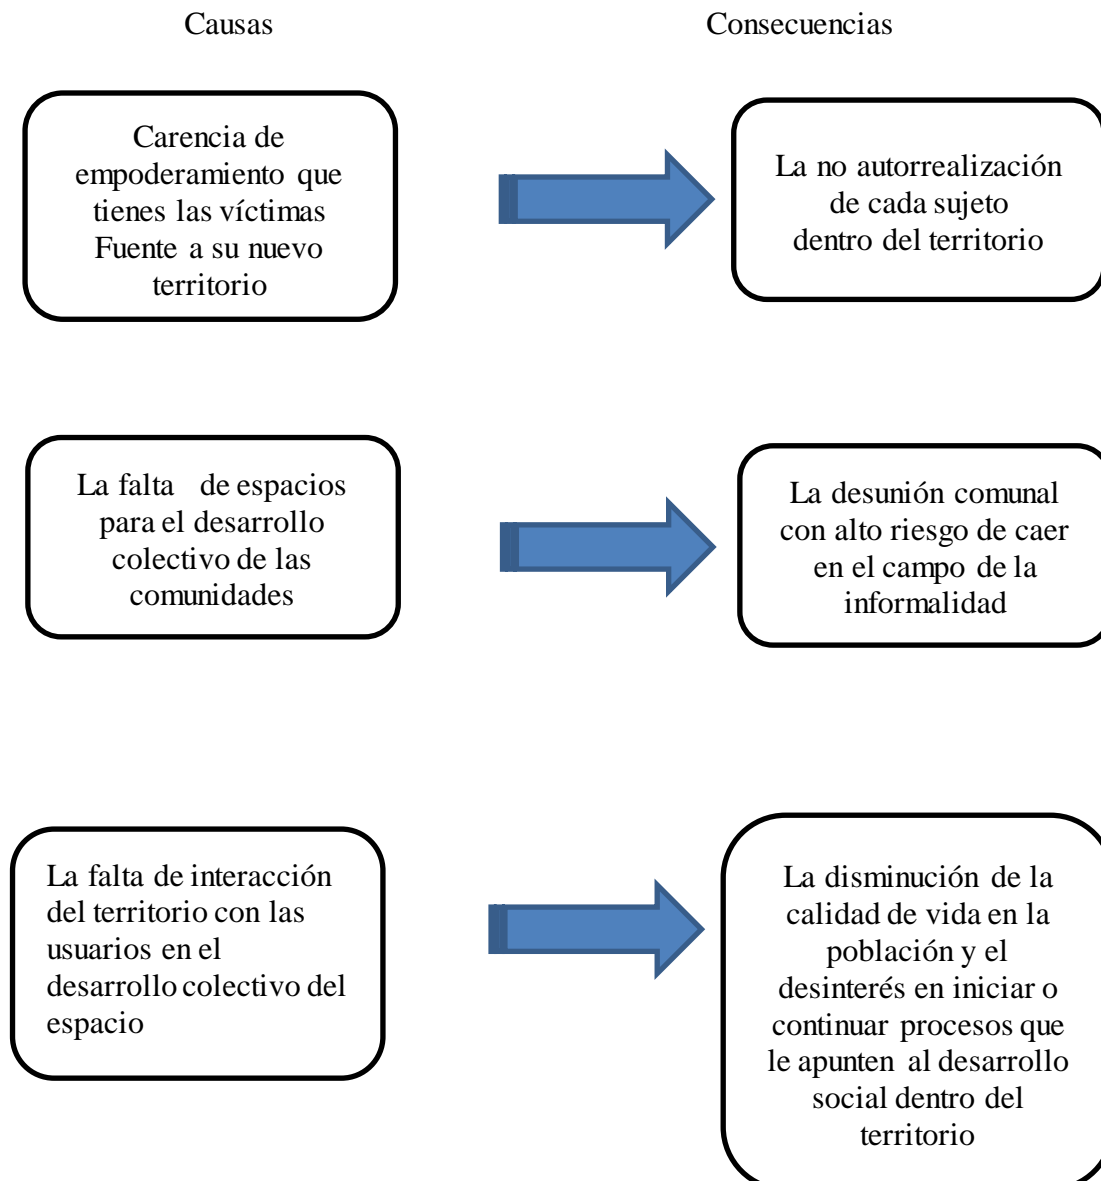 Causas
Consecuencias
Carencia de
empoderamiento que
tienes las víctimas
Fuente a su nuevo
territorio
La no autorrealización
de cada sujeto
dentro del territorio
La falta de espacios
para el desarrollo
colectivo de las
comunidades
La desunión comunal
con alto riesgo de caer
en el campo de la
informalidad
La falta de interacción
del territorio con las
usuarios en el
desarrollo colectivo del
espacio
La disminución de la
calidad de vida en la
población y el
desinterés en iniciar o
continuar procesos que
le apunten al desarrollo
social dentro del
territorio